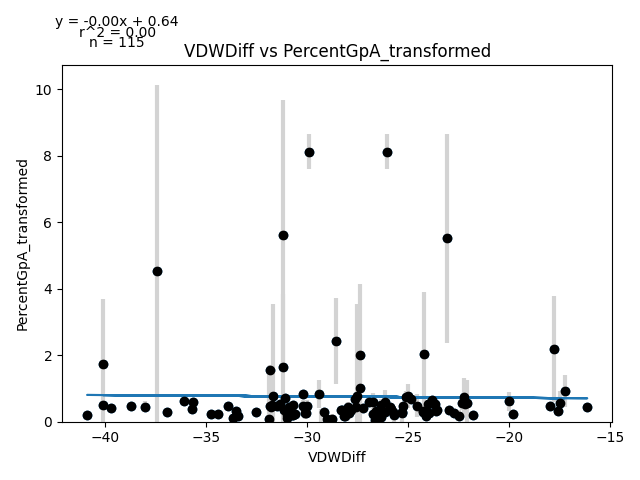 y = -0.00x + 0.64
r^2 = 0.00
n = 115
VDWDiff vs PercentGpA_transformed
PercentGpA_transformed
10
8
6
4
2
0
−40 −35 −30 −25 −20 −15
VDWDiff